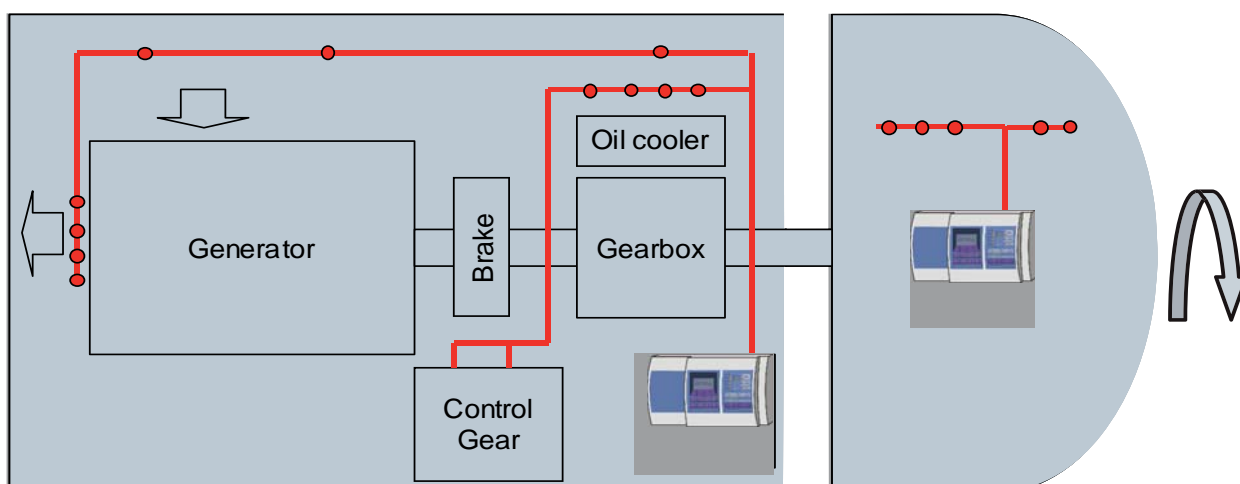 Oil cooler
Generator
Brake
Gearbox
Control
Gear